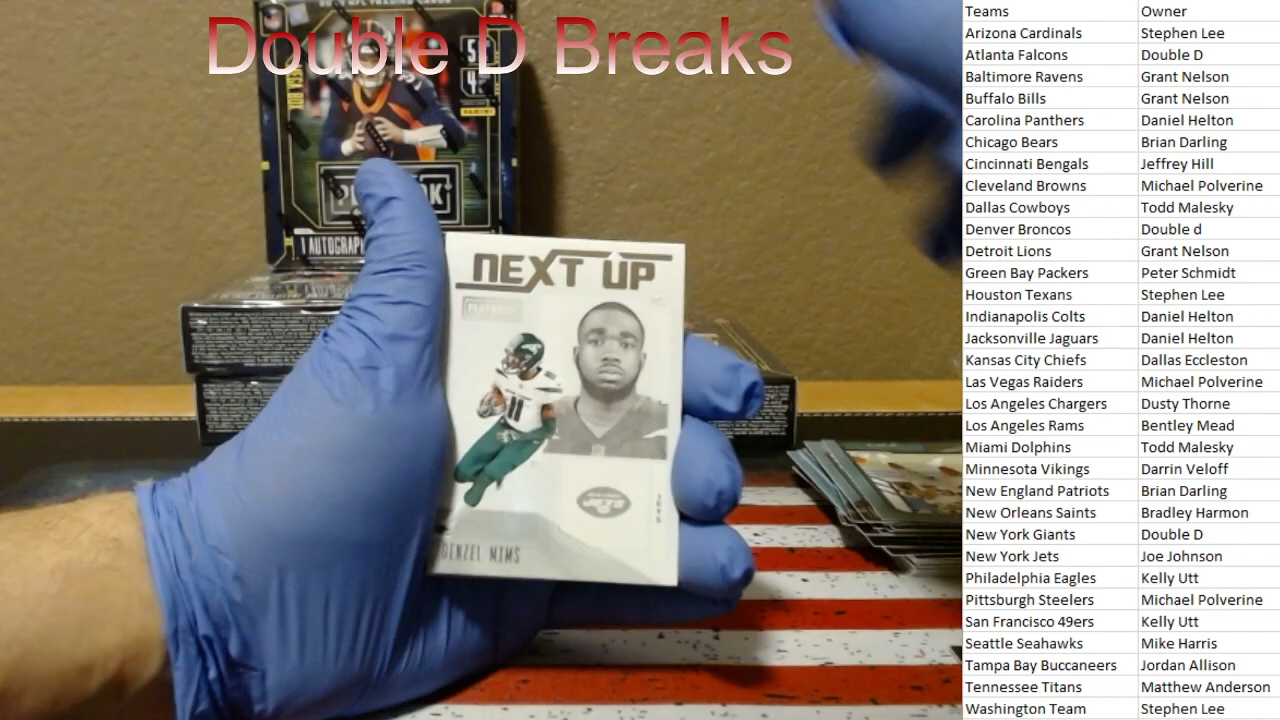 Double D Breaks
1 AUTOGRAPH
NEXT UP
DENZEL MIMS
JETS
Teams Owner
Arizona Cardinals Stephen Lee
Atlanta Falcons Double D
Baltimore Ravens Grant Nelson
Buffalo Bills Grant Nelson
Carolina Panthers Daniel Helton
Chicago Bears Brian Darling
Cincinnati Bengals Jeffrey Hill
Cleveland Browns Michael Polverine
Dallas Cowboys Todd Malesky
Denver Broncos Double d
Detroit Lions Grant Nelson
Green Bay Packers Peter Schmidt
Houston Texans Stephen Lee
Indianapolis Colts Daniel Helton
Jacksonville Jaguars Daniel Helton
Kansas City Chiefs Dallas Eccleston
Las Vegas Raiders Michael Polverine
Los Angeles Chargers Dusty Thorne
Los Angeles Rams Bentley Mead
Miami Dolphins Todd Malesky
Minnesota Vikings Darrin Veloff
New England Patriots Brian Darling
New Orleans Saints Bradley Harmon
New York Giants Double D
New York Jets Joe Johnson
Philadelphia Eagles Kelly Utt
Pittsburgh Steelers Michael Polverine
San Francisco 49ers Kelly Utt
Seattle Seahawks Mike Harris
Tampa Bay Buccaneers Jordan Allison
Tennessee Titans Matthew Anderson
Washington Team Stephen Lee